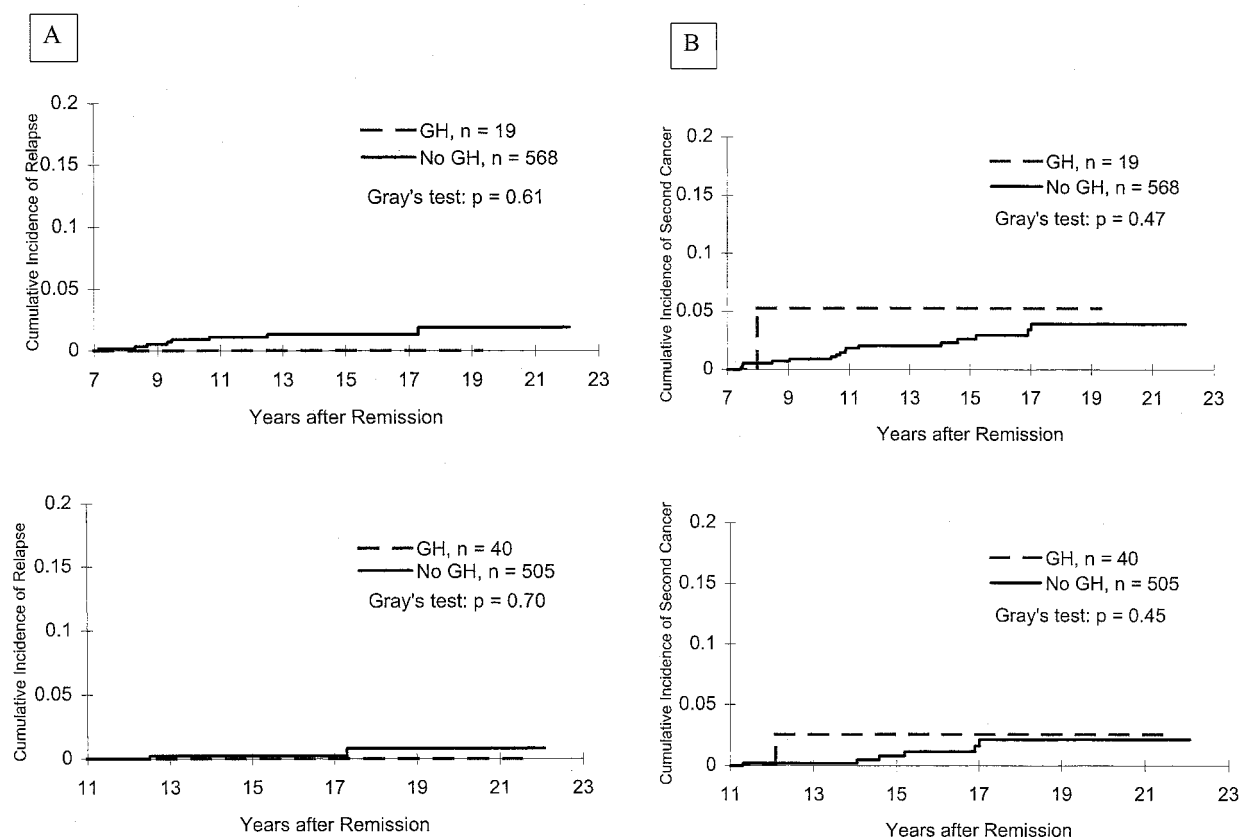 A
Cumulative Incidence of Relapse
0.2
0.15
0.1
0.05
0
GH, n = 19
No GH, n = 568
Gray's test: p = 0.61
7 9 11 13 15 17 19 21 23
Years after Remission
B
Cumulative Incidence of Second Cancer
0.2
0.15
0.1
0.05
0
GH, n = 19
No GH, n = 568
Gray's test: p = 0.47
7 9 11 13 15 17 19 21 23
Years after Remission
Cumulative Incidence of Relapse
0.2
0.15
0.1
0.05
0
GH, n = 40
No GH, n = 505
Gray's test: p = 0.70
11 13 15 17 19 21 23
Years after Remission
Cumulative Incidence of Second Cancer
0.2
0.15
0.1
0.05
0
GH, n = 40
No GH, n = 505
Gray's test: p = 0.45
11 13 15 17 19 21 23
Years after Remission